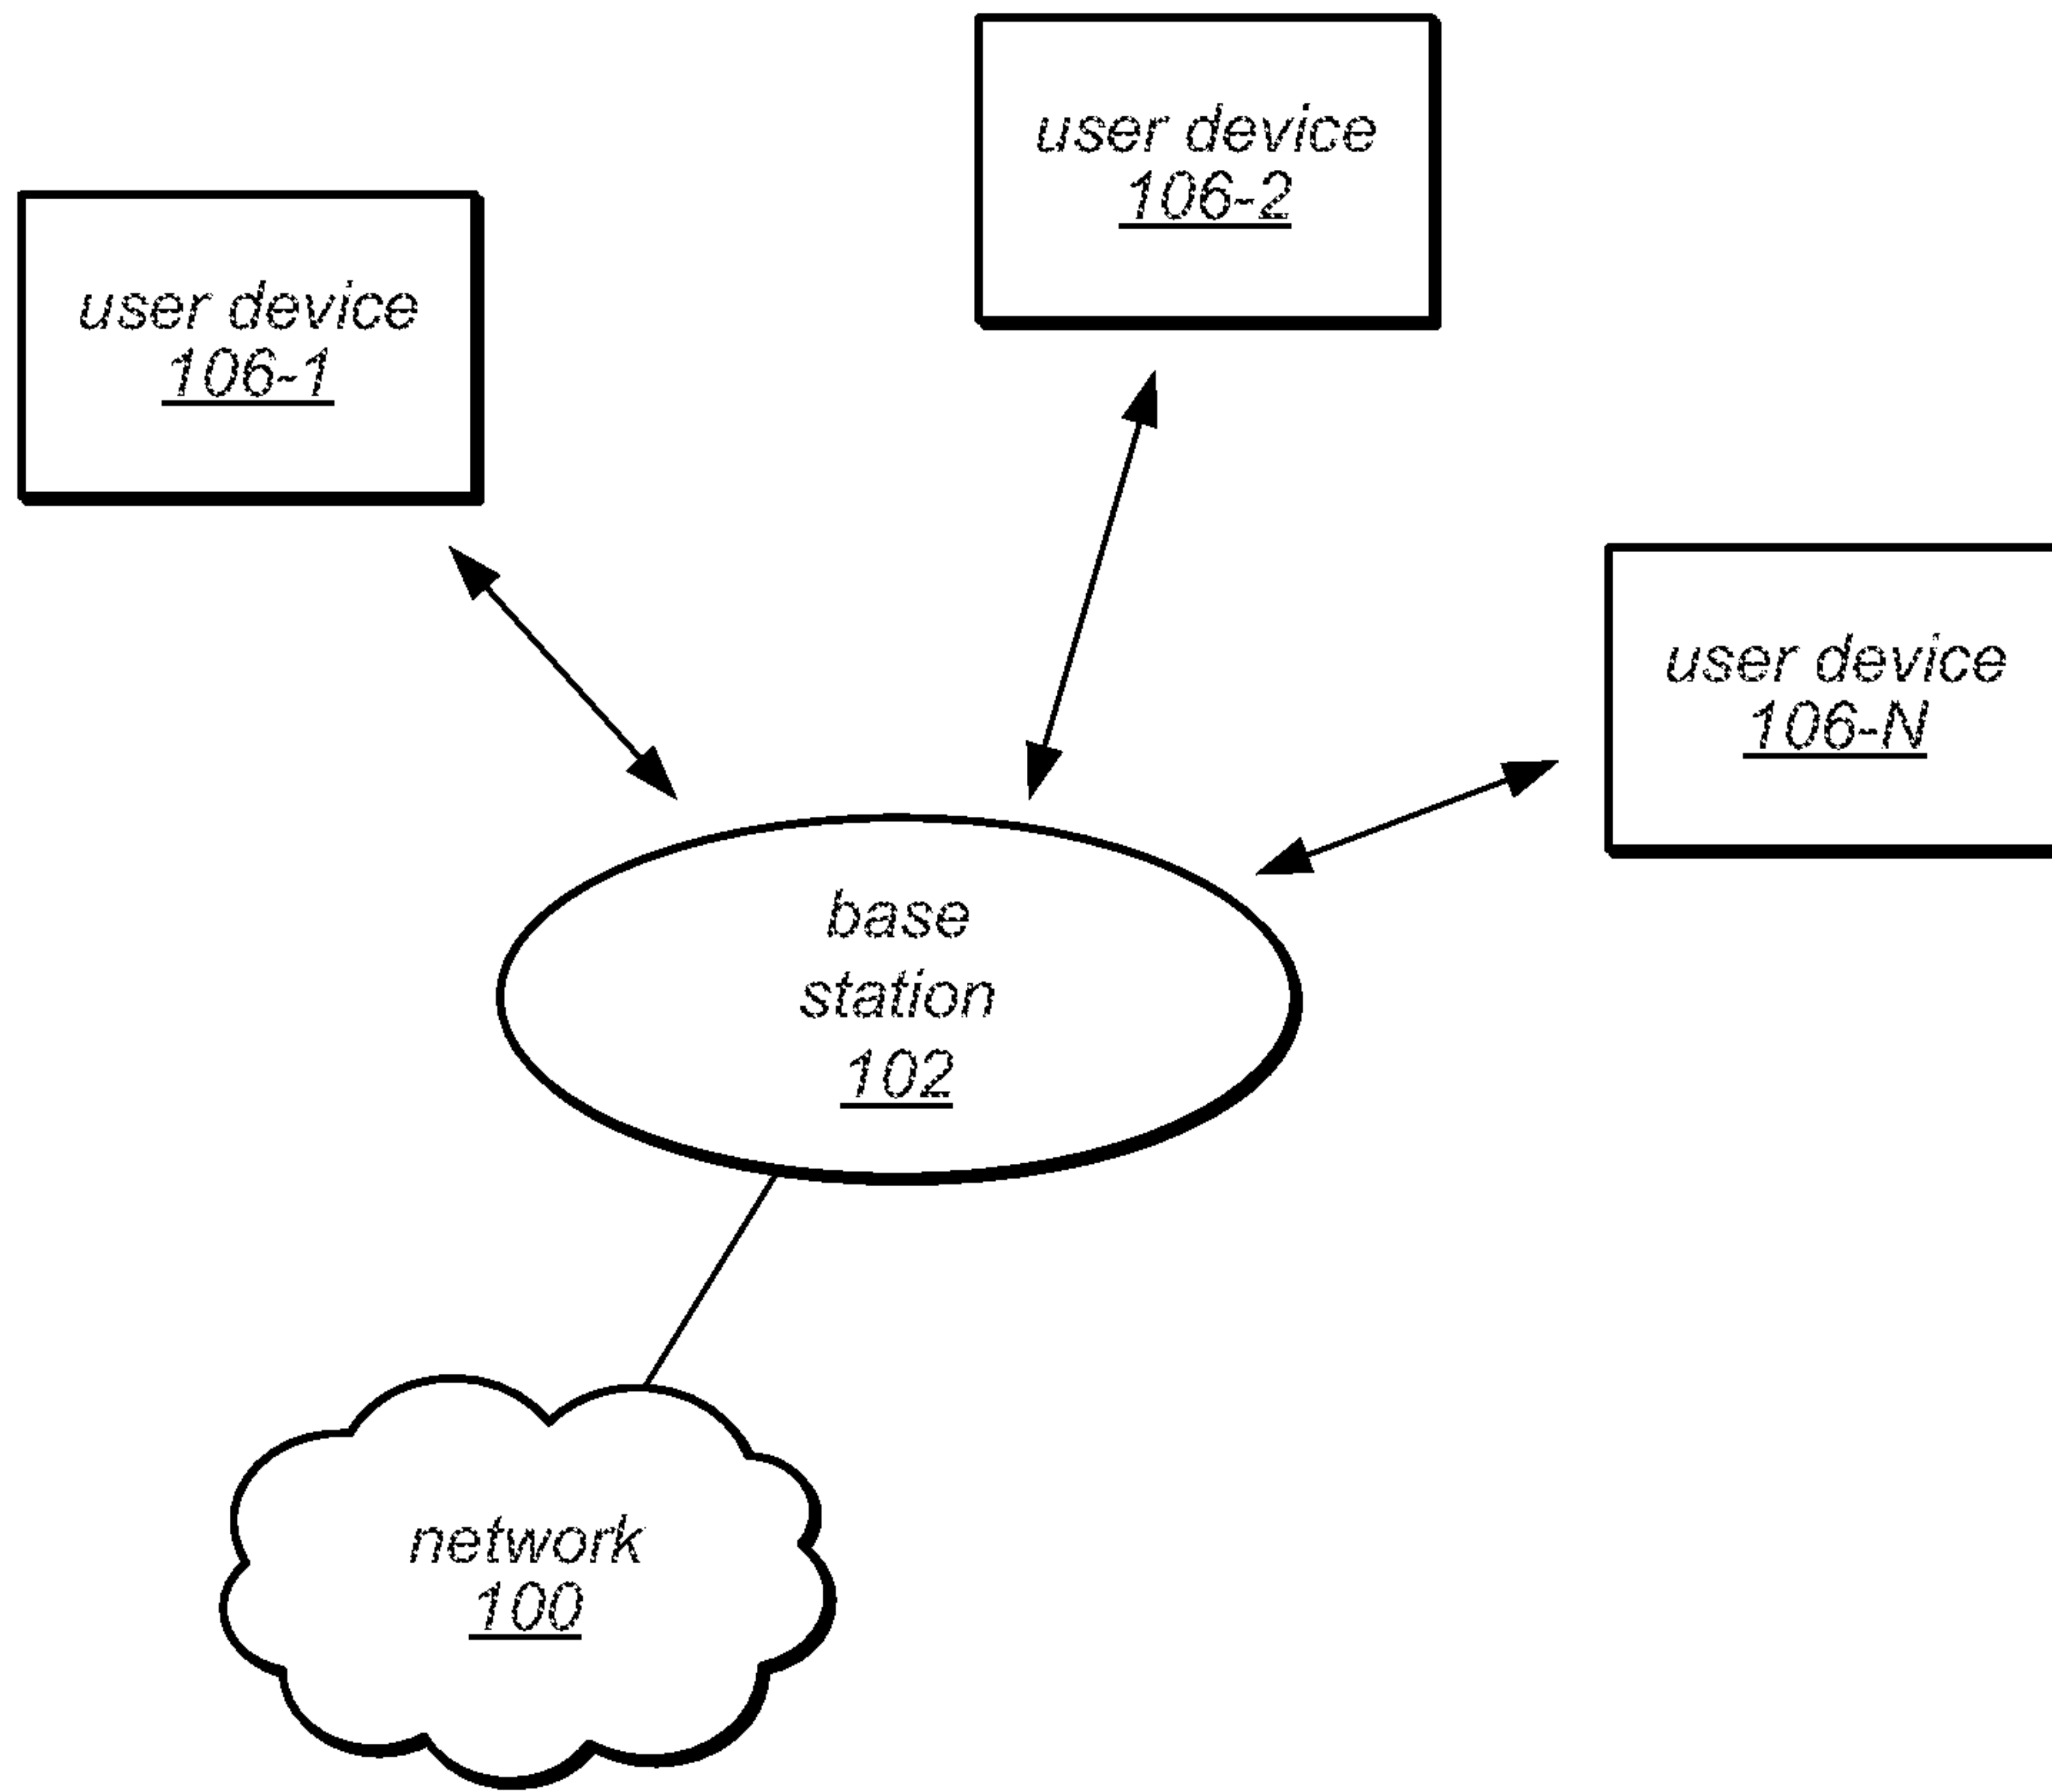 user device
106-2
user device
106-1
user device
106-N
base
station
102
network
100